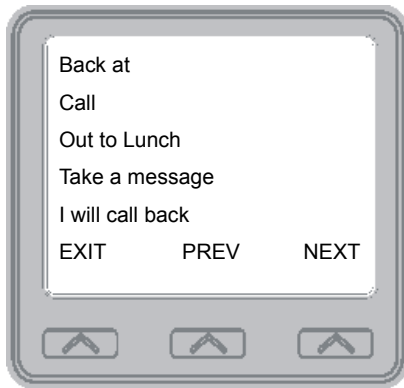 Back at
Call
Out to Lunch
Take a message
I will call back
EXIT PREV NEXT